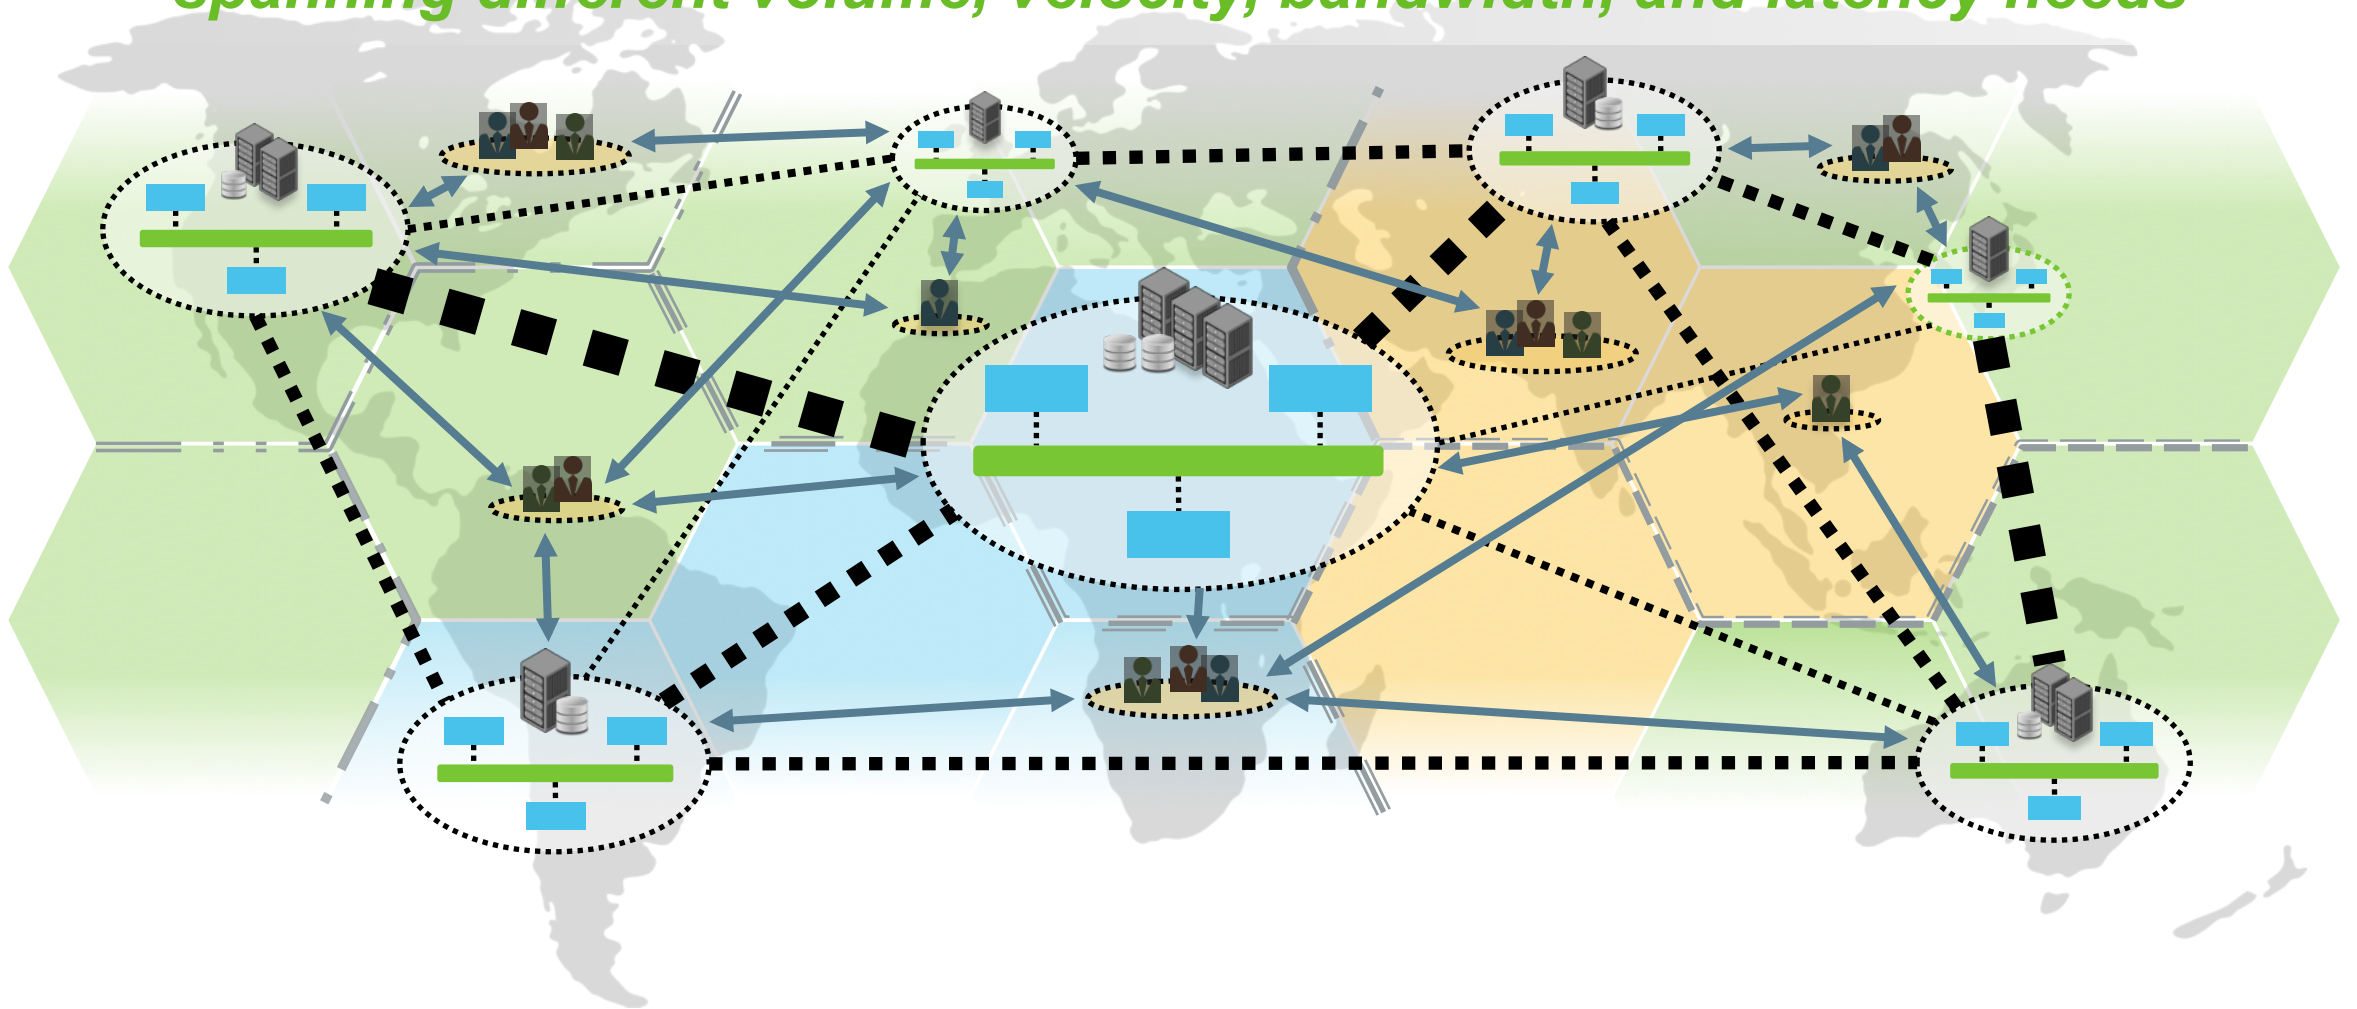 spanning different volume, velocity, bandwidth, and latency needs